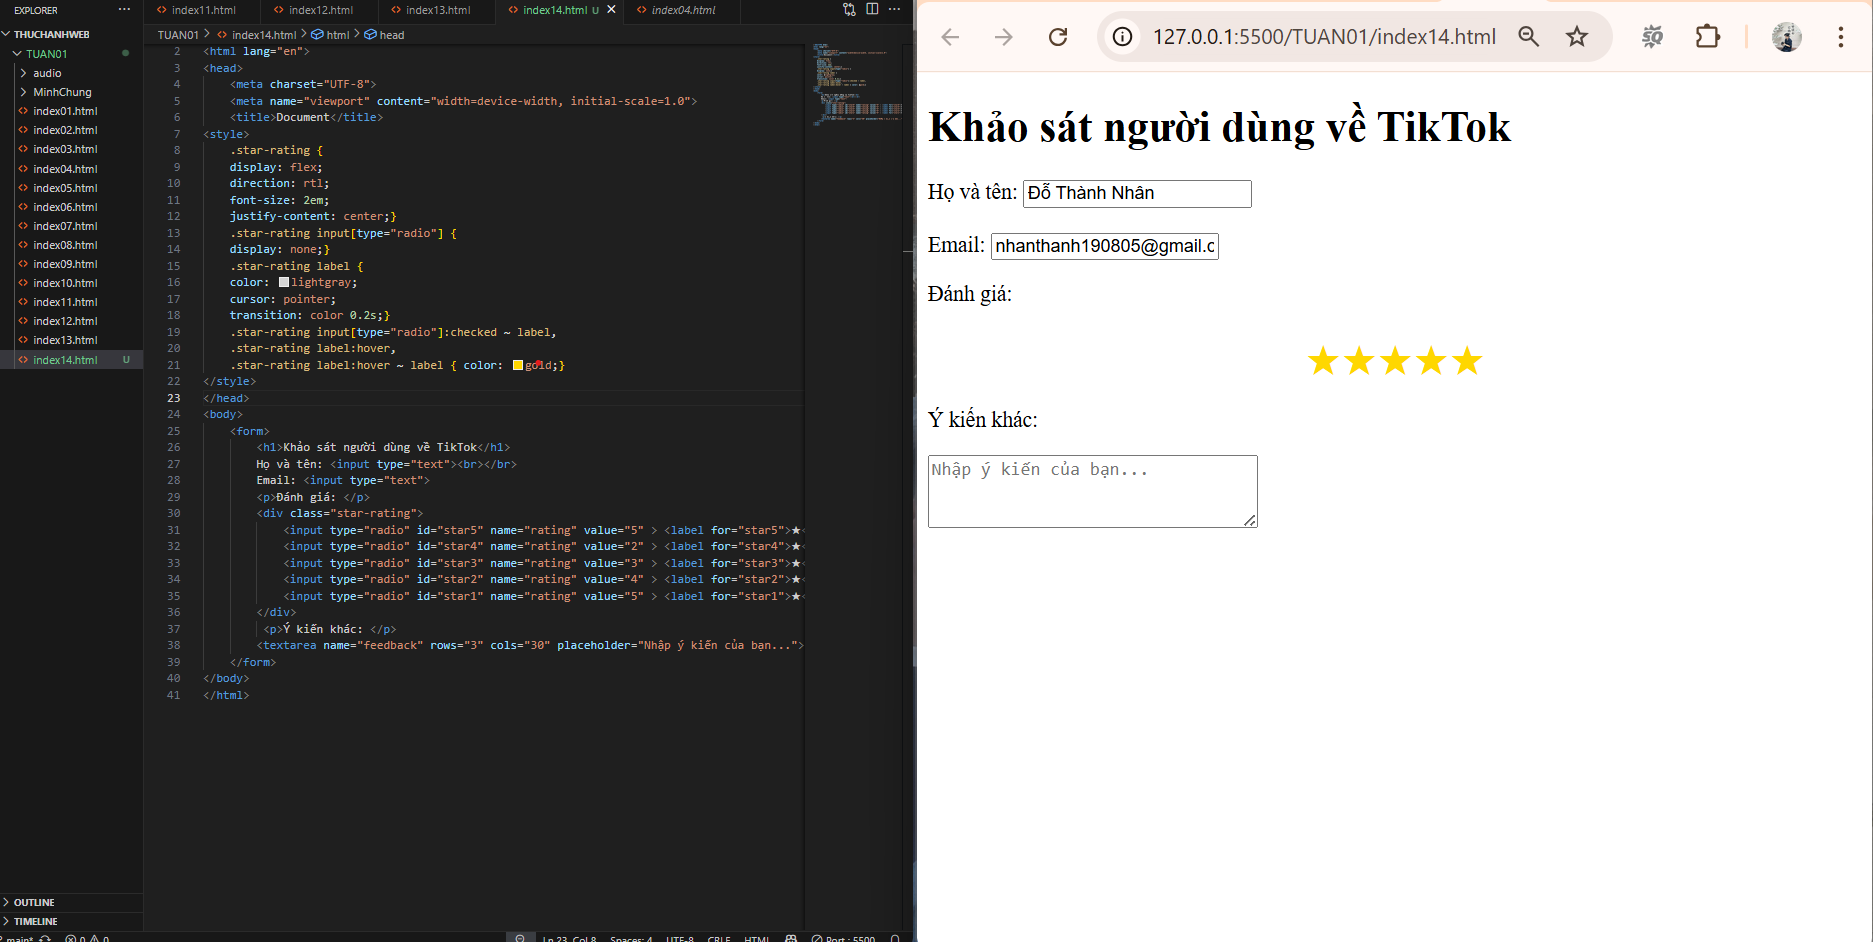 EXPLORER
THUCHANHWEB
TUAN01
audio
MinhChung
index01.html
index02.html
index03.html
index04.html
index05.html
index06.html
index07.html
index08.html
index09.html
index10.html
index11.html
index12.html
index13.html
index14.html U
OUTLINE
TIMELINE
index11.html index12.html index13.html index14.html U index04.html
TUAN01 > index14.html > html > head
2 <html lang="en">
3 <head>
4 <meta charset="UTF-8">
5 <meta name="viewport" content="width=device-width, initial-scale=1.0">
6 <title>Document</title>
7 <style>
8 .star-rating {
9 display: flex;
10 direction: rtl;
11 font-size: 2em;
12 justify-content: center;}
13 .star-rating input[type="radio"] {
14 display: none;}
15 .star-rating label {
16 color: lightgray;
17 cursor: pointer;
18 transition: color 0.2s;}
19 .star-rating input[type="radio"]:checked ~ label,
20 .star-rating label:hover,
21 .star-rating label:hover ~ label { color: gold;}
22 </style>
23 </head>
24 <body>
25 <form>
26 <h1>Khảo sát người dùng về TikTok</h1>
27 Họ và tên: <input type="text"><br></br>
28 Email: <input type="text">
29 <p>Đánh giá: </p>
30 <div class="star-rating">
31 <input type="radio" id="star5" name="rating" value="5" > <label for="star5">★<
32 <input type="radio" id="star4" name="rating" value="2" > <label for="star4">★<
33 <input type="radio" id="star3" name="rating" value="3" > <label for="star3">★<
34 <input type="radio" id="star2" name="rating" value="4" > <label for="star2">★<
35 <input type="radio" id="star1" name="rating" value="5" > <label for="star1">★<
36 </div>
37 <p>Ý kiến khác: </p>
38 <textarea name="feedback" rows="3" cols="30" placeholder="Nhập ý kiến của bạn...">
39 </form>
40 </body>
41 </html>
main* 0 0 Ln 23, Col 8 Spaces: 4 UTF-8 CRLF HTML Port : 5500
127.0.0.1:5500/TUAN01/index14.html
Khảo sát người dùng về TikTok
Họ và tên: Đỗ Thành Nhân
Email: nhanthanh190805@gmail.c
Đánh giá:
★★★★★
Ý kiến khác:
Nhập ý kiến của bạn...